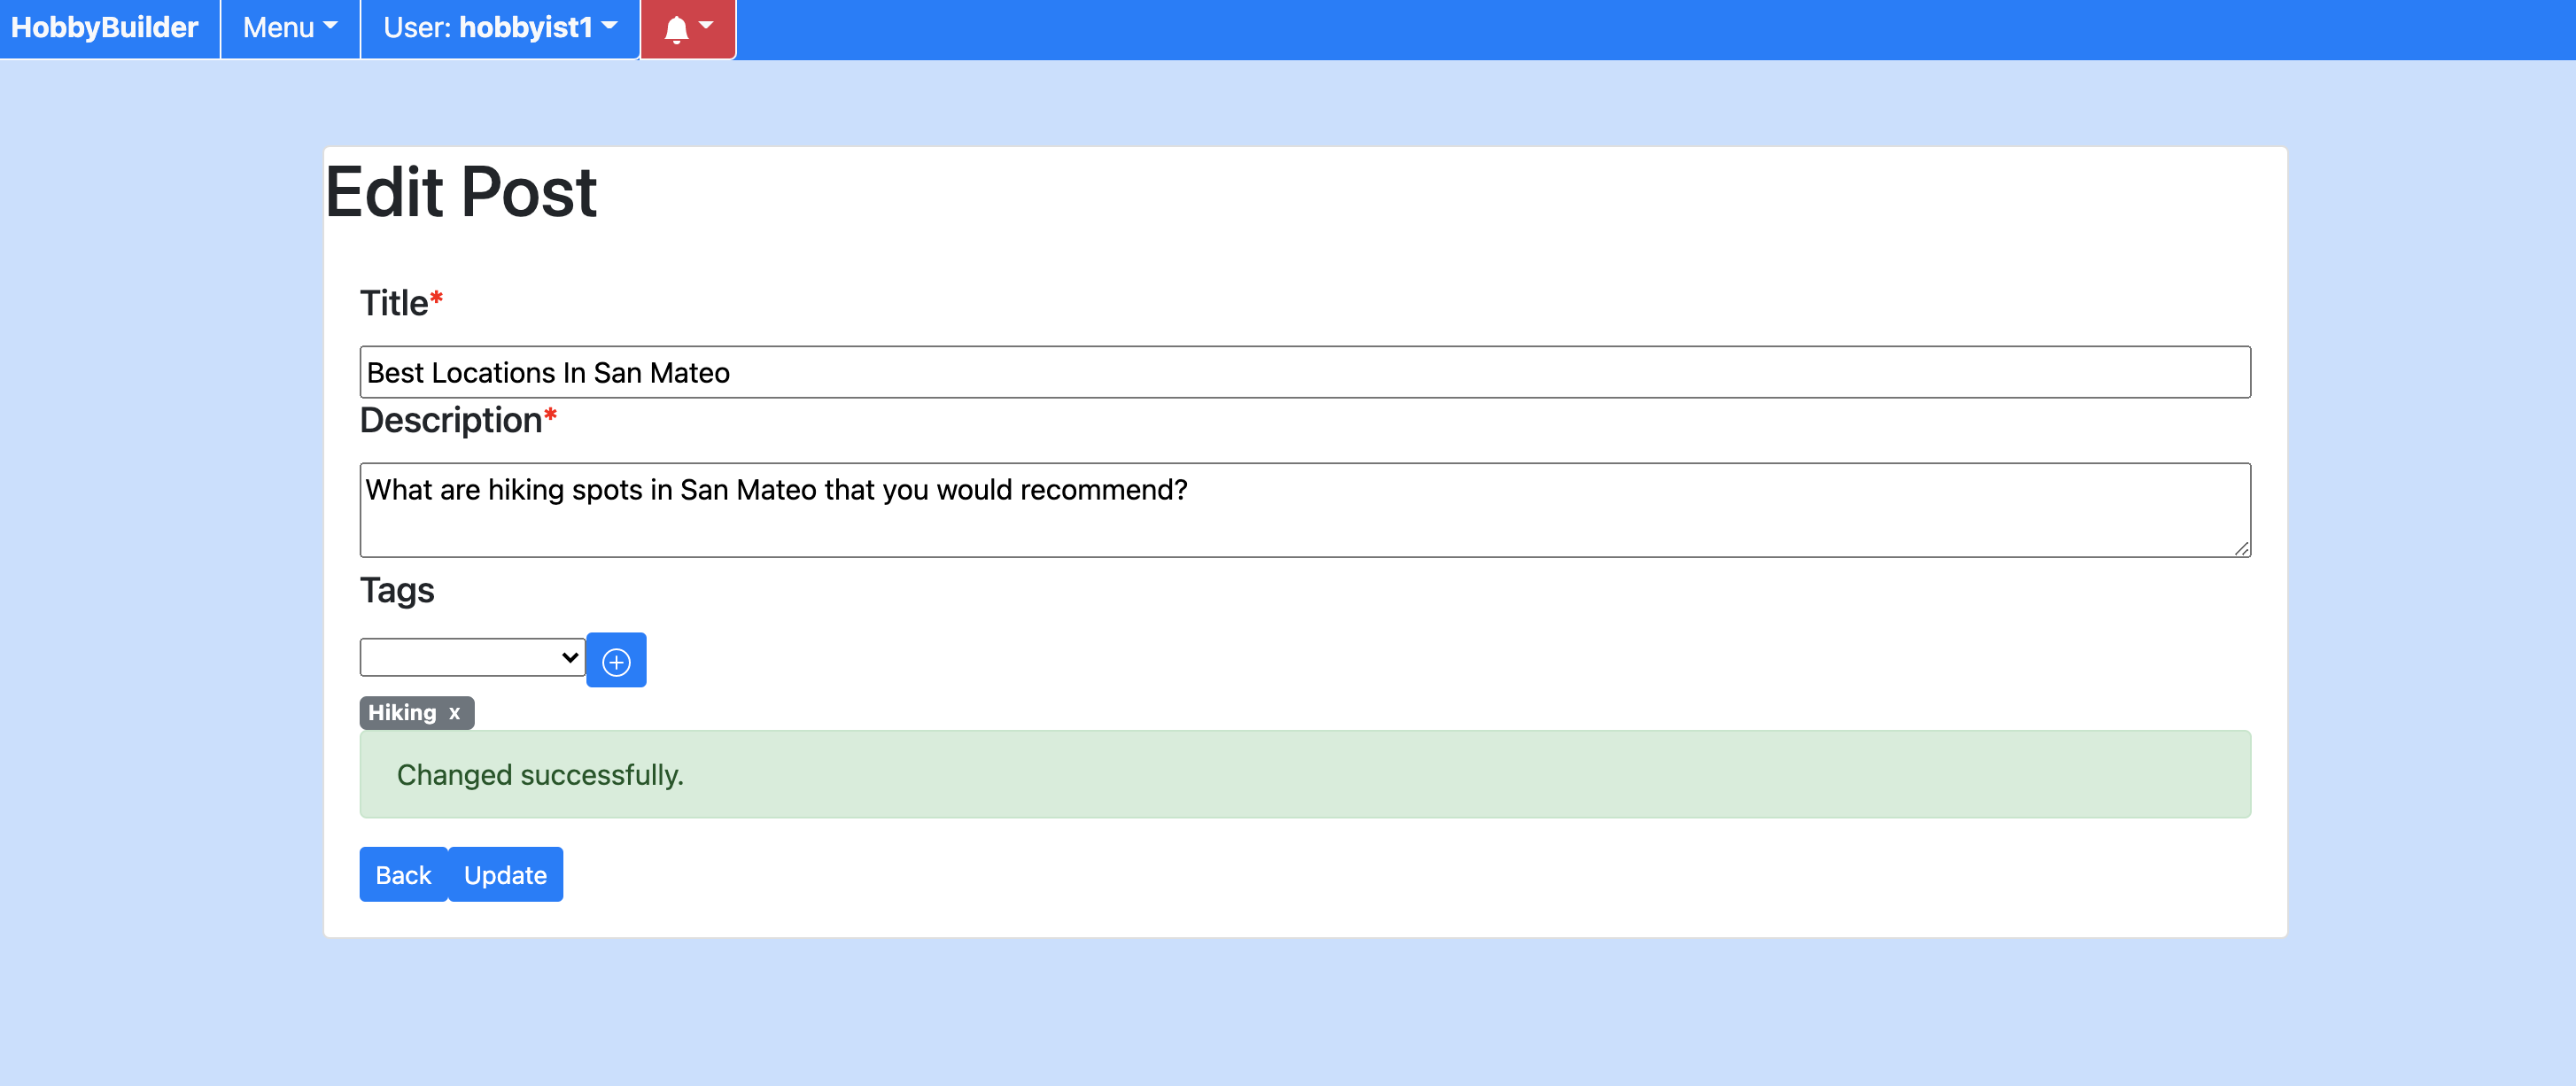 HobbyBuilder Menu User: hobbyist1
Edit Post
Title*
Best Locations In San Mateo
Description*
What are hiking spots in San Mateo that you would recommend?
Tags
Hiking x
Changed successfully.
Back Update